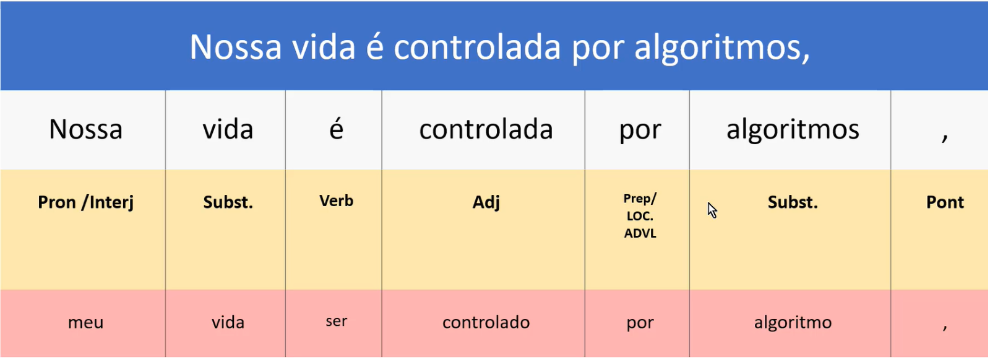 Nossa vida é controlada por algoritmos,
Nossa vida é controlada por algoritmos ,
Pron /Interj Subst. Verb Adj Prep/ Subst. Pont
LOC.
ADVL
meu vida ser controlado por algoritmo ,